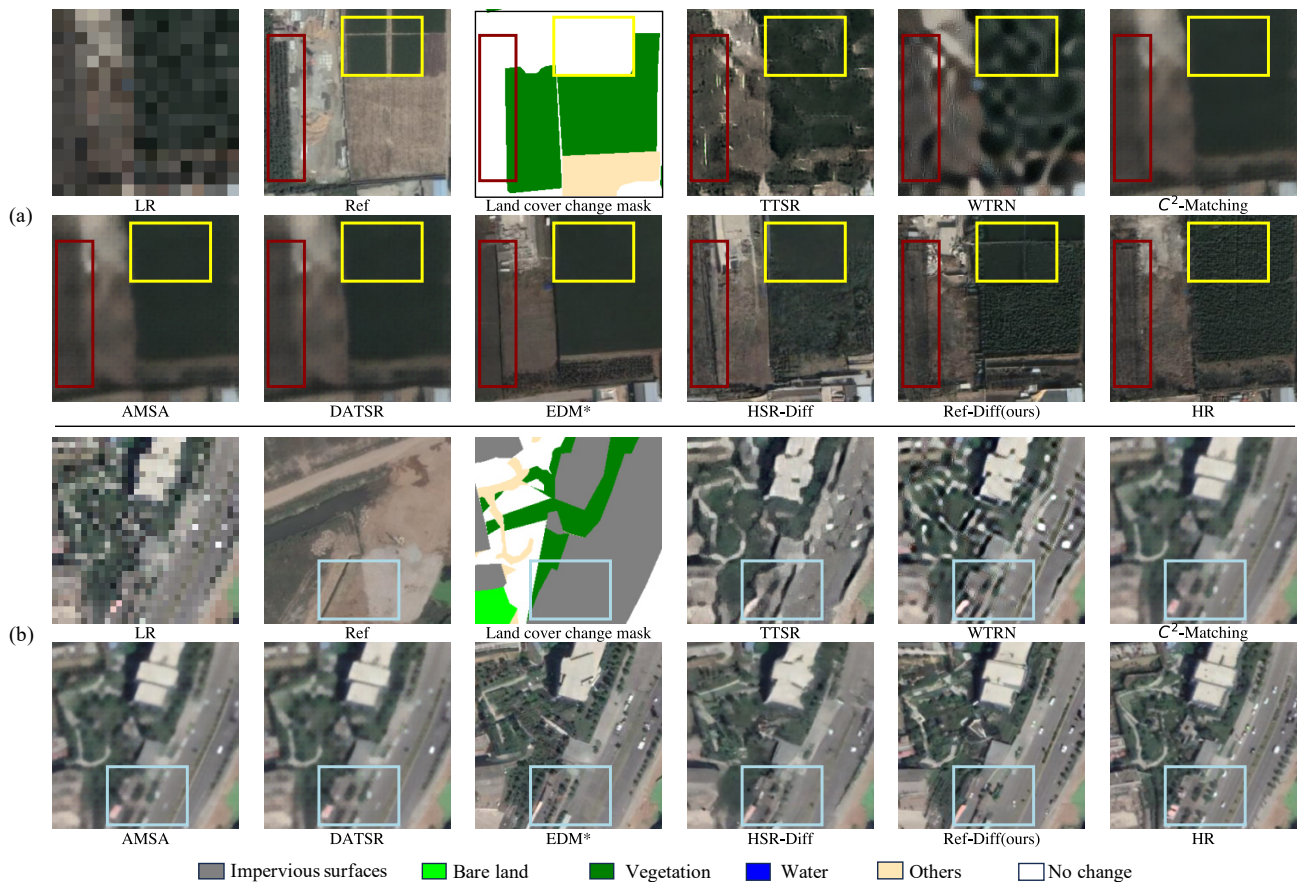 LR Ref Land cover change mask TTSR WTRN C²-Matching
(a)
AMSA DATSR EDM* HSR-Diff Ref-Diff(ours) HR
LR Ref Land cover change mask TTSR WTRN C²-Matching
(b)
AMSA DATSR EDM* HSR-Diff Ref-Diff(ours) HR
Impervious surfaces Bare land Vegetation Water Others No change